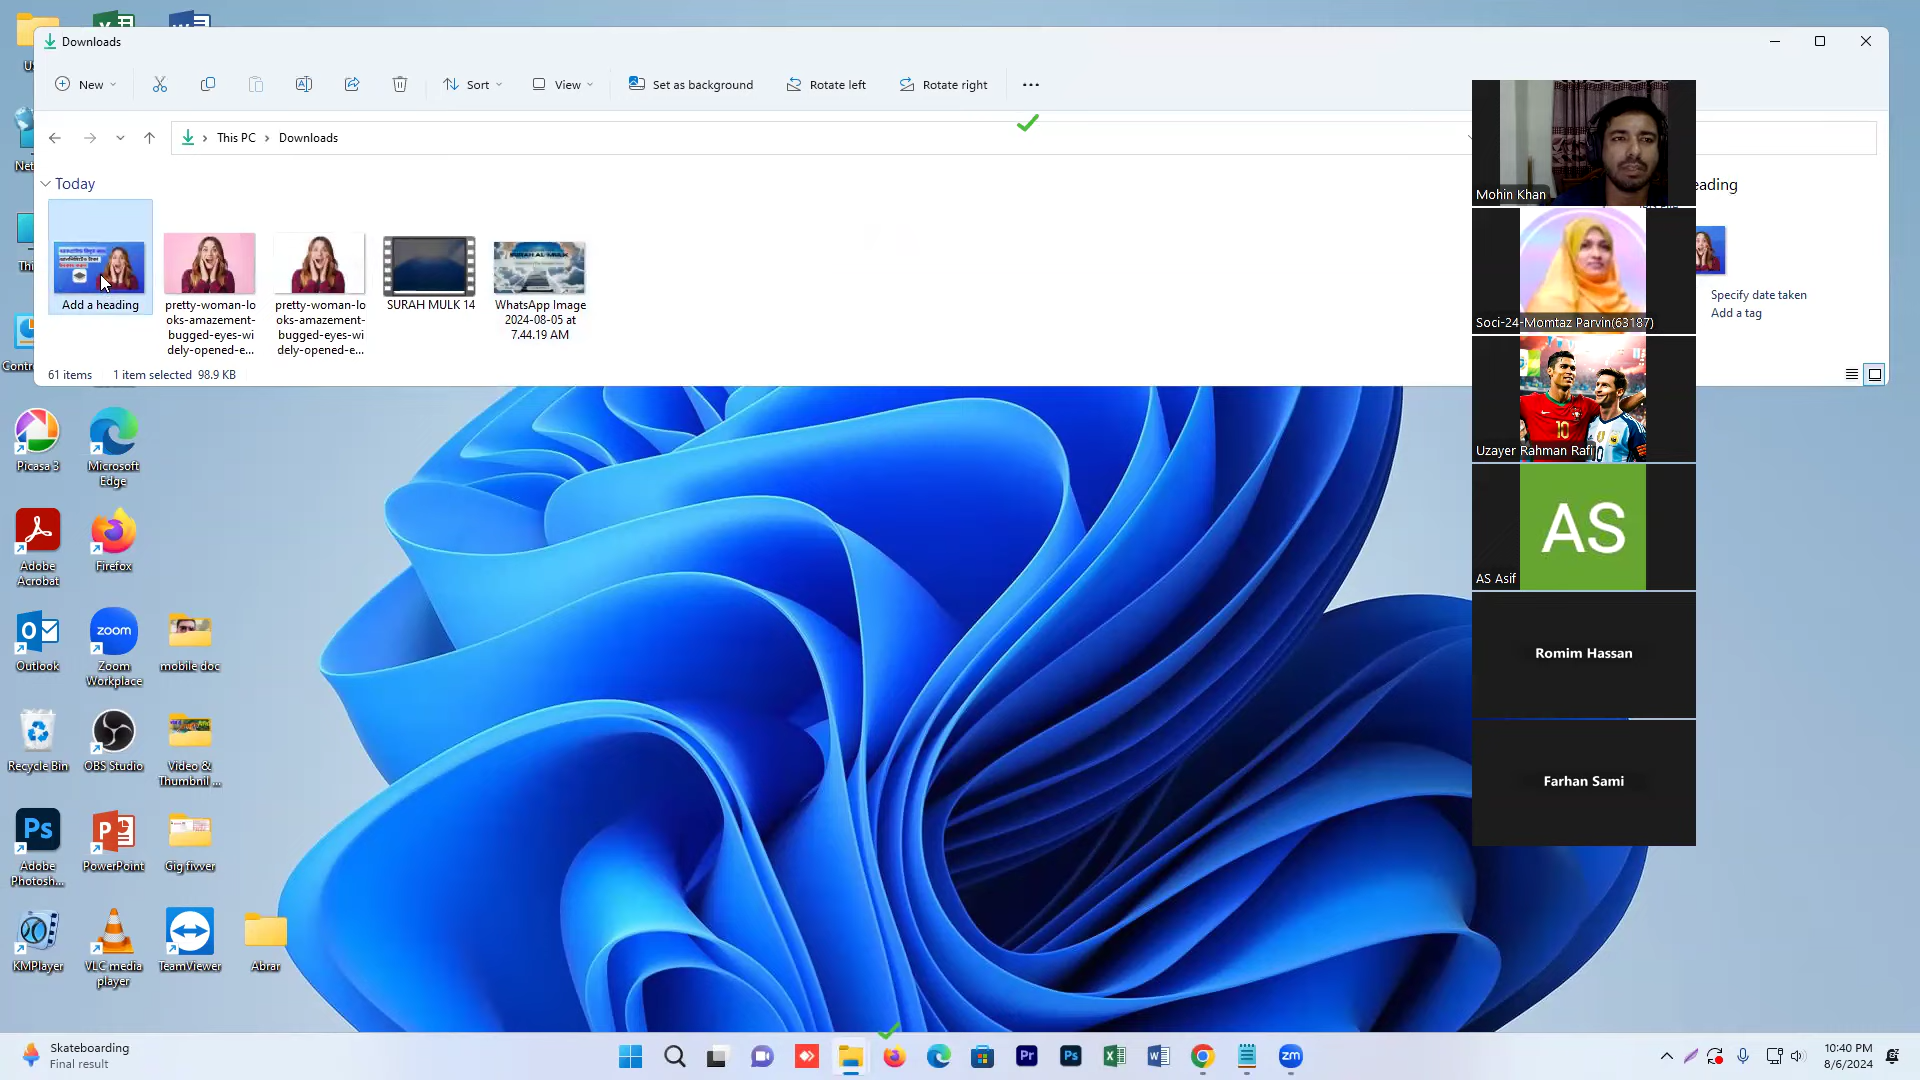 Downloads
New
Sort
View
Set as background
Rotate left
Rotate right
This PC
Downloads
Today
Add a heading
pretty-woman-lo
oks-amazement-
bugged-eyes-wi
dely-opened-e...
pretty-woman-lo
oks-amazement-
bugged-eyes-wi
dely-opened-e...
SURAH MULK 14
WhatsApp Image
2024-08-05 at
7.44.19 AM
61 items
1 item selected 98.9 KB
eading
Specify date taken
Add a tag
Mohin Khan
Soci-24-Momtaz Parvin(63187)
10
Uzayer Rahman Rafi
AS
AS Asif
Romim Hassan
Farhan Sami
Picasa 3
Microsoft
Edge
Adobe
Acrobat
Firefox
Outlook
zoom
Zoom
Workplace
mobile doc
Recycle Bin
OBS Studio
Video &
Thumbnil ...
Ps
Adobe
Photosh...
PowerPoint
Gig fivver
KMPlayer
VLC media
player
TeamViewer
Abrar
Skateboarding
Final result
Pr
Ps
zm
10:40 PM
8/6/2024